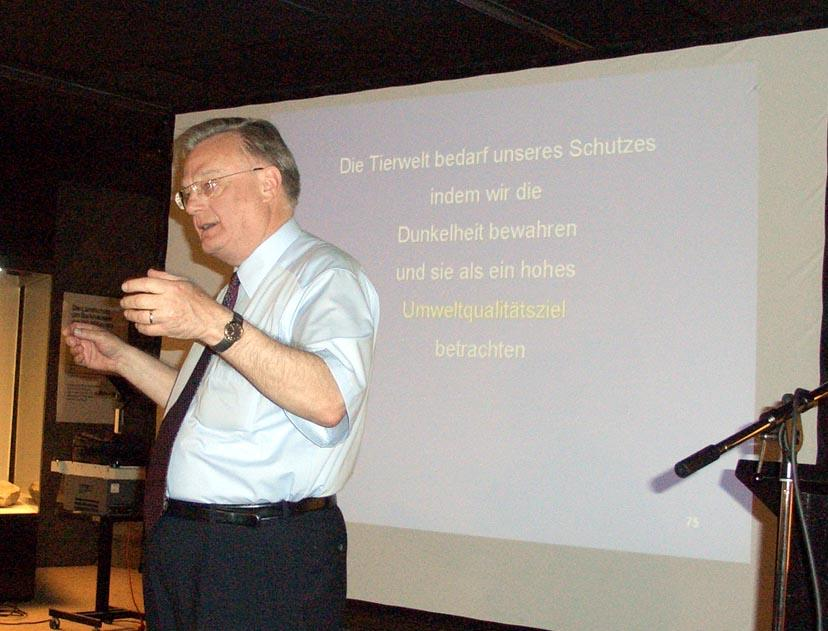 Die Tierwelt bedarf unseres Schutzes
indem wir die
Dunkelheit bewahren
und sie als ein hohes
Umweltqualitätsziel
betrachten
75